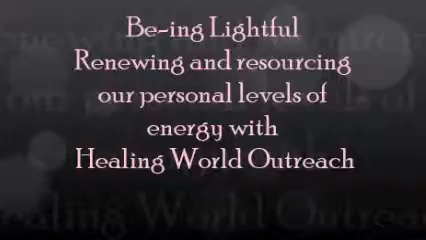 Be-ing Lightful
Renewing and resourcing
our personal levels of
energy with
Healing World Outreach